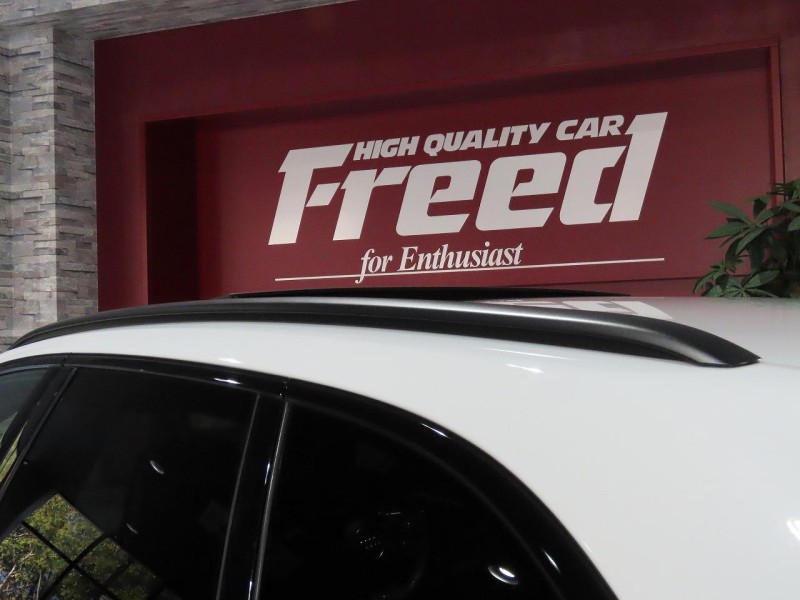 HIGH QUALITY CAR
Freed
for Enthusiast